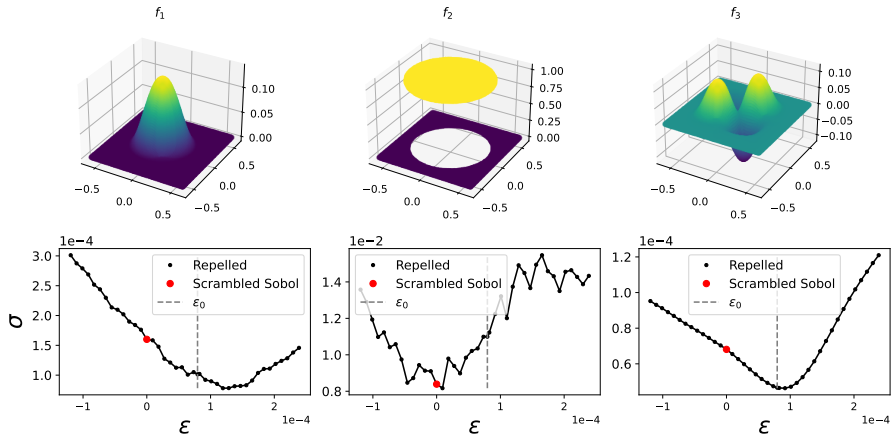 f₁
f₂
f₃
0.10
0.05
0.00
−0.5
0.0
0.5
−0.5
0.0
0.5
1.00
0.75
0.50
0.25
0.00
−0.5
0.0
0.5
−0.5
0.0
0.5
0.10
0.05
0.00
−0.05
−0.10
−0.5
0.0
0.5
−0.5
0.0
0.5
1e−4
3.0
2.5
2.0
1.5
1.0
σ
Repelled
Scrambled Sobol
ε₀
−1
0
1
2
1e−4
ε
1e−2
1.4
1.2
1.0
0.8
Repelled
Scrambled Sobol
ε₀
−1
0
1
2
1e−4
ε
1e−4
1.2
1.0
0.8
0.6
Repelled
Scrambled Sobol
ε₀
−1
0
1
2
1e−4
ε